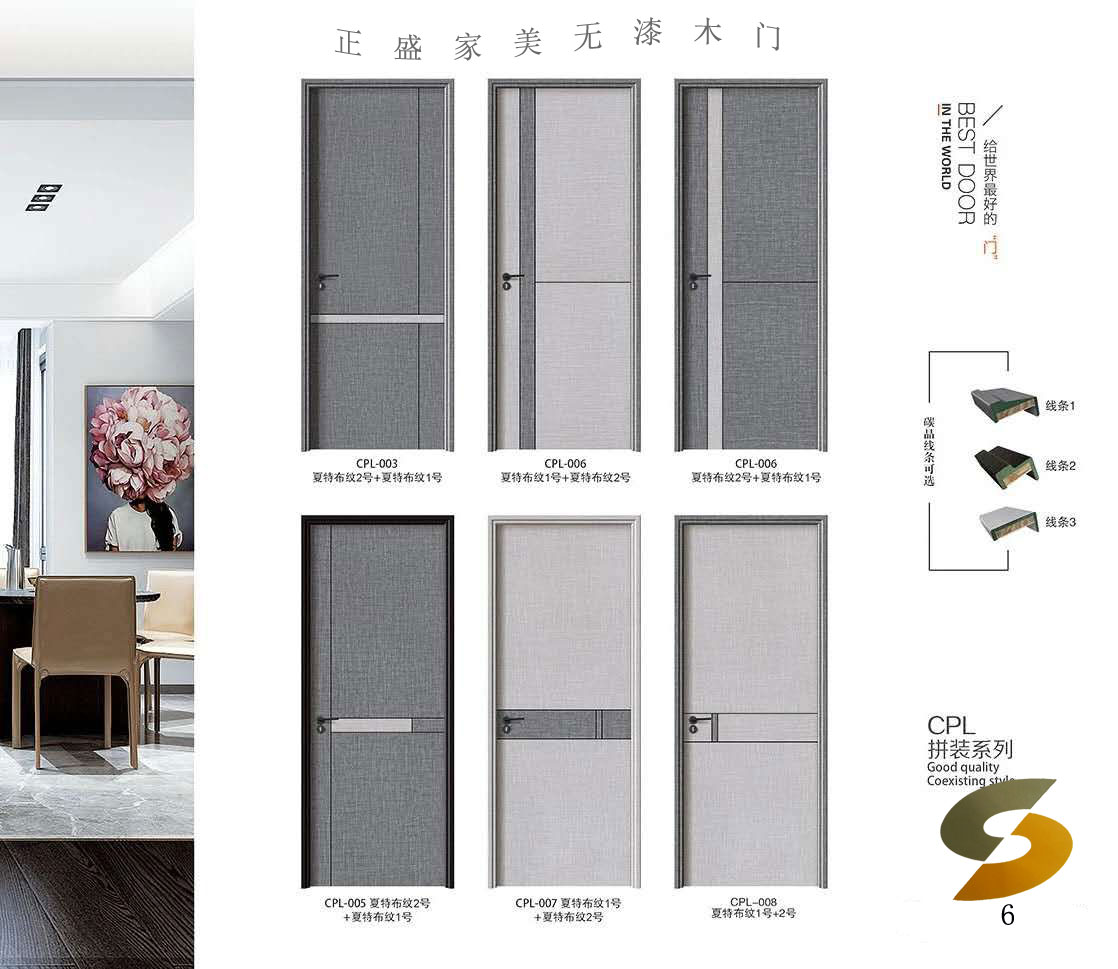 正盛家美无漆木门
CPL-003
夏特布纹2号+夏特布纹1号
CPL-006
夏特布纹1号+夏特布纹2号
CPL-006
夏特布纹2号+夏特布纹1号
CPL-005 夏特布纹2号
+夏特布纹1号
CPL-007 夏特布纹1号
+夏特布纹2号
CPL-008
夏特布纹1号+2号
给世界最好的
“门”
BEST DOOR
IN THE WORLD
碳晶线条可选
线条1
线条2
线条3
CPL
拼装系列
Good quality
Coexisting style
6